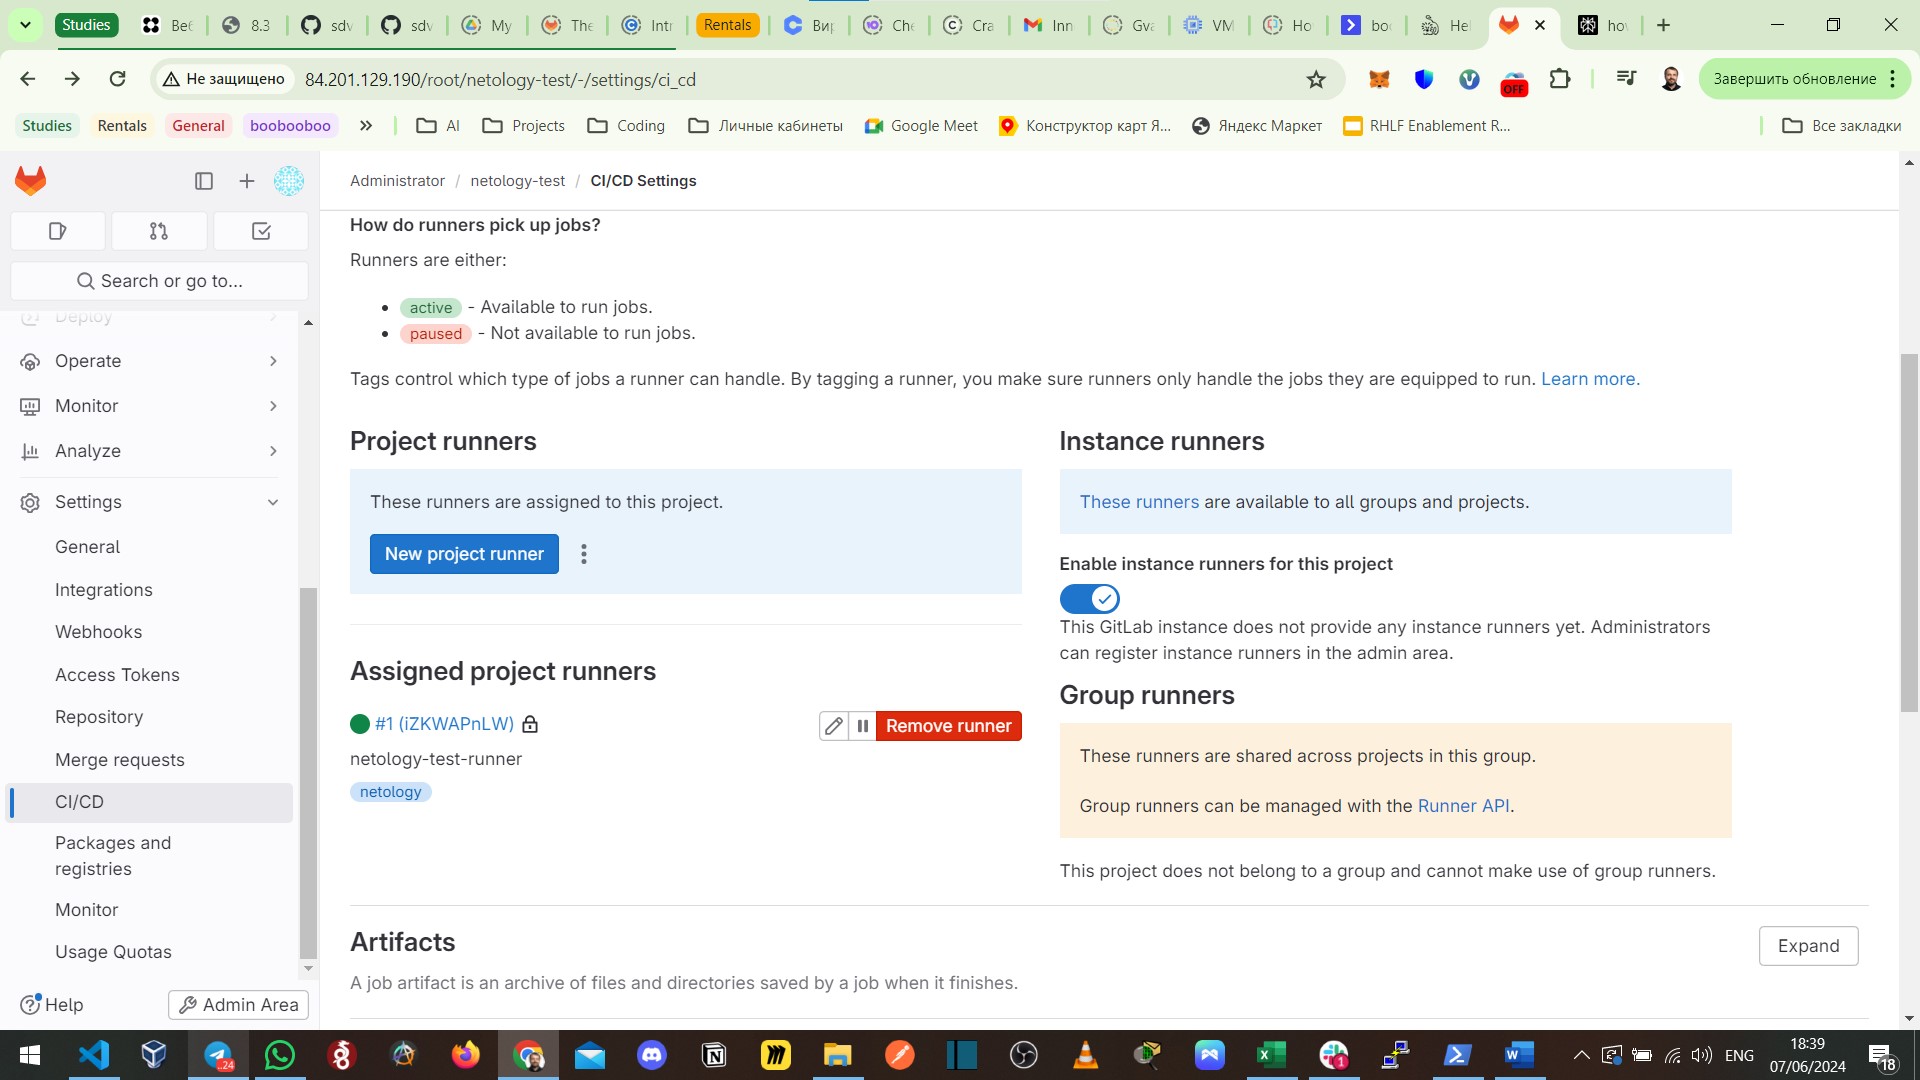 Studies
Веб
8.3
sdv
sdv
My
The
Intr
Rentals
Вир
Che
Cra
Inn
Gva
VM
Ho
boo
Hel
ho
Не защищено
84.201.129.190/root/netology-test/-/settings/ci_cd
OFF
Завершить обновление
Studies
Rentals
General
boobooboo
AI
Projects
Coding
Личные кабинеты
Google Meet
Конструктор карт Я...
Яндекс Маркет
RHLF Enablement R...
Все закладки
Administrator / netology-test / CI/CD Settings
Search or go to...
Deploy
Operate
Monitor
Analyze
Settings
General
Integrations
Webhooks
Access Tokens
Repository
Merge requests
CI/CD
Packages and
registries
Monitor
Usage Quotas
Help
Admin Area
How do runners pick up jobs?
Runners are either:
active - Available to run jobs.
paused - Not available to run jobs.
Tags control which type of jobs a runner can handle. By tagging a runner, you make sure runners only handle the jobs they are equipped to run. Learn more.
Project runners
These runners are assigned to this project.
New project runner
Assigned project runners
#1 (iZKWAPnLW)
Remove runner
netology-test-runner
netology
Instance runners
These runners are available to all groups and projects.
Enable instance runners for this project
This GitLab instance does not provide any instance runners yet. Administrators
can register instance runners in the admin area.
Group runners
These runners are shared across projects in this group.
Group runners can be managed with the Runner API.
This project does not belong to a group and cannot make use of group runners.
Artifacts
Expand
A job artifact is an archive of files and directories saved by a job when it finishes.
24
1
ENG
18:39
07/06/2024
18